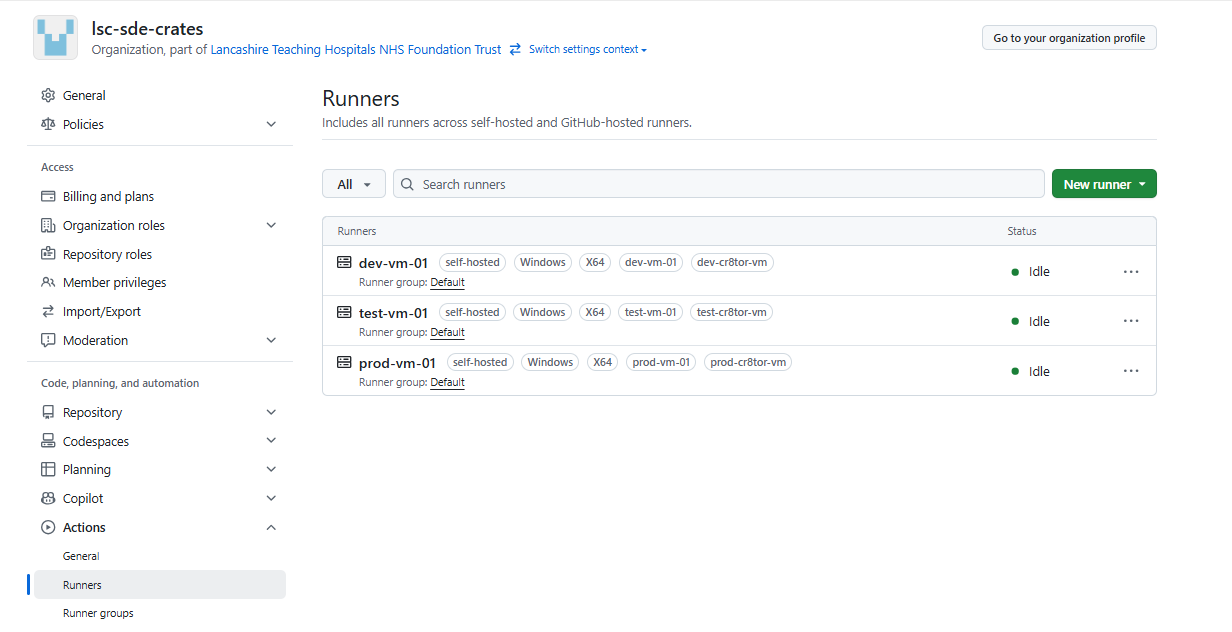 lsc-sde-crates
Organization, part of Lancashire Teaching Hospitals NHS Foundation Trust Switch settings context
Go to your organization profile
General
Policies
Access
Billing and plans
Organization roles
Repository roles
Member privileges
Import/Export
Moderation
Code, planning, and automation
Repository
Codespaces
Planning
Copilot
Actions
General
Runners
Runner groups
Runners
Includes all runners across self-hosted and GitHub-hosted runners.
All Search runners New runner
Runners Status
dev-vm-01 self-hosted Windows X64 dev-vm-01 dev-cr8tor-vm
Runner group: Default
Idle
test-vm-01 self-hosted Windows X64 test-vm-01 test-cr8tor-vm
Runner group: Default
Idle
prod-vm-01 self-hosted Windows X64 prod-vm-01 prod-cr8tor-vm
Runner group: Default
Idle